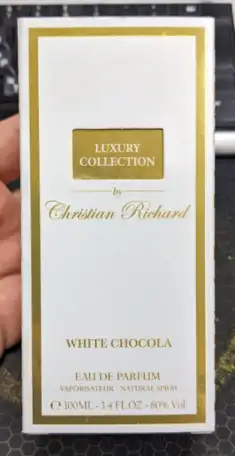 LUXURY
COLLECTION
by
Christian Richard
WHITE CHOCOLA
EAU DE PARFUM
VAPORISATEUR - NATURAL SPRAY
℮ 100ML - 3.4 FL.OZ - 80% Vol